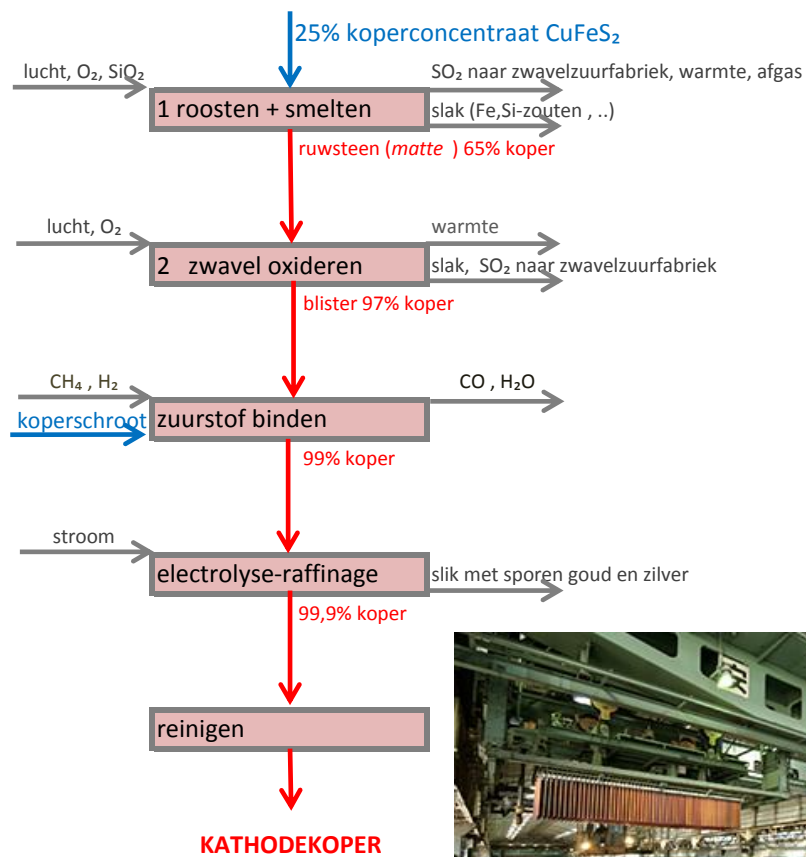 25% koperconcentraat CuFeS₂
lucht, O₂, SiO₂
SO₂ naar zwavelzuurfabriek, warmte, afgas
1 roosten + smelten
slak (Fe,Si-zouten , ..)
ruwsteen (matte ) 65% koper
lucht, O₂
warmte
2 zwavel oxideren
slak, SO₂ naar zwavelzuurfabriek
blister 97% koper
CH₄ , H₂
CO , H₂O
koperschroot
zuurstof binden
99% koper
stroom
electrolyse-raffinage
slik met sporen goud en zilver
99,9% koper
reinigen
KATHODEKOPER